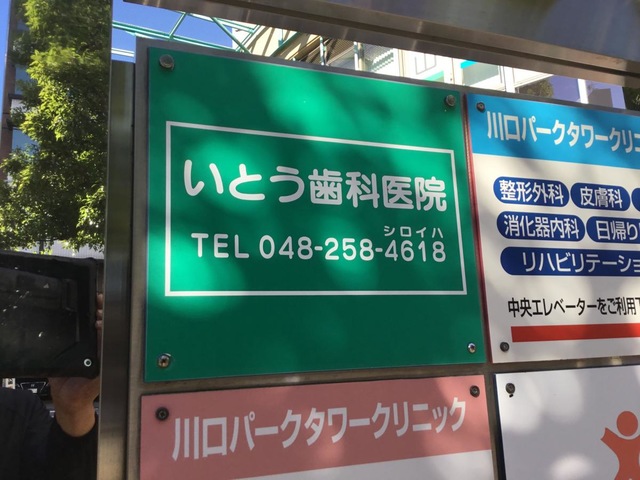 いとう歯科医院
シロイハ
TEL 048-258-4618
川口パークタワークリニ
整形外科 皮膚科
消化器内科 日帰り
リハビリテーショ
中央エレベーターをご利用
川口パークタワークリニック